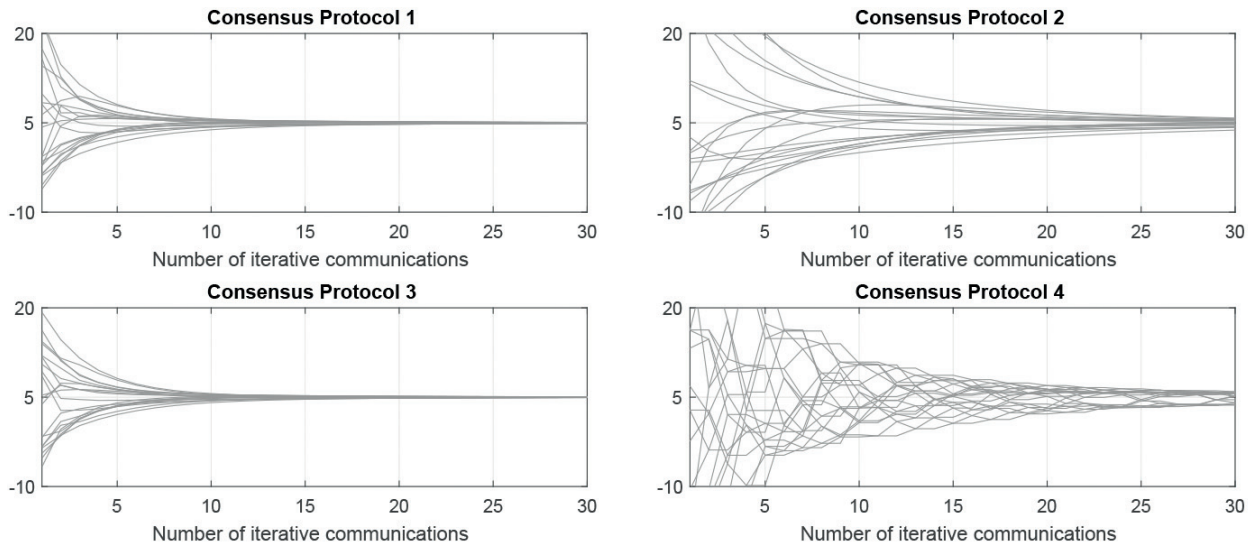 Consensus Protocol 1
20
5
-10
5 10 15 20 25 30
Number of iterative communications
Consensus Protocol 2
20
5
-10
5 10 15 20 25 30
Number of iterative communications
Consensus Protocol 3
20
5
-10
5 10 15 20 25 30
Number of iterative communications
Consensus Protocol 4
20
5
-10
5 10 15 20 25 30
Number of iterative communications